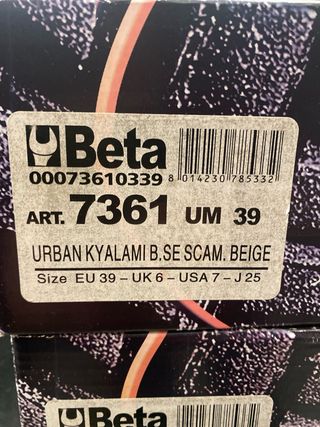 Beta
00073610339
8 014230 785332
ART. 7361 UM 39
URBAN KYALAMI B.SE SCAM. BEIGE
Size EU 39 – UK 6 – USA 7 – J 25
Beta